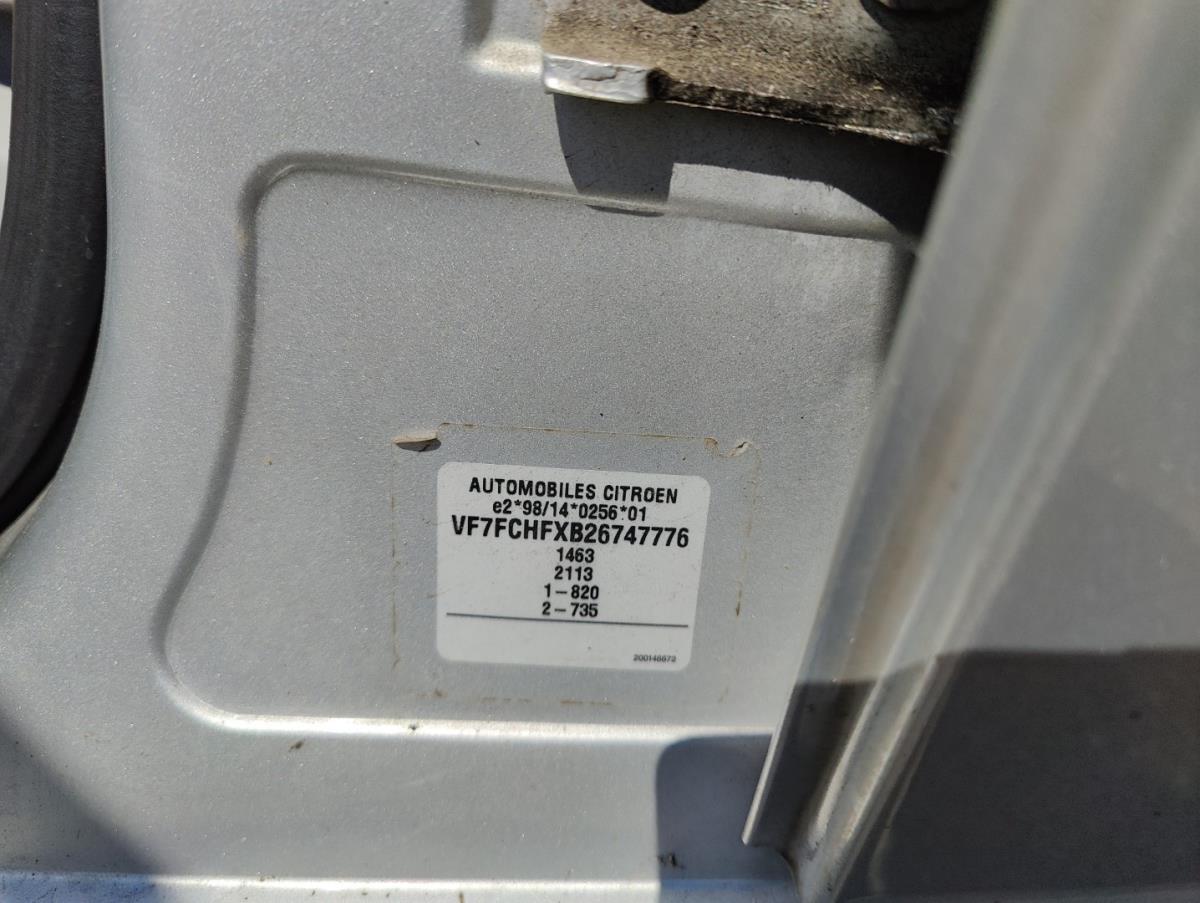 AUTOMOBILES CITROEN
e2*98/14*0256*01
VF7FCHFXB26747776
1463
2113
1-820
2-735
200146672